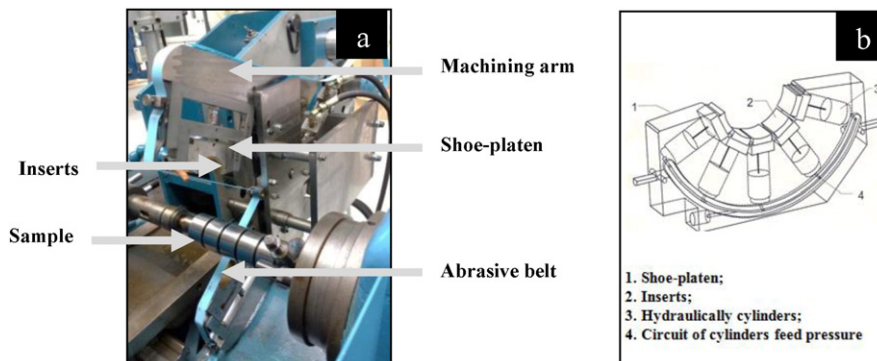 a
Machining arm
Shoe-platen
Inserts
Sample
Abrasive belt
b
1
2
3
4
1. Shoe-platen;
2. Inserts;
3. Hydraulically cylinders;
4. Circuit of cylinders feed pressure